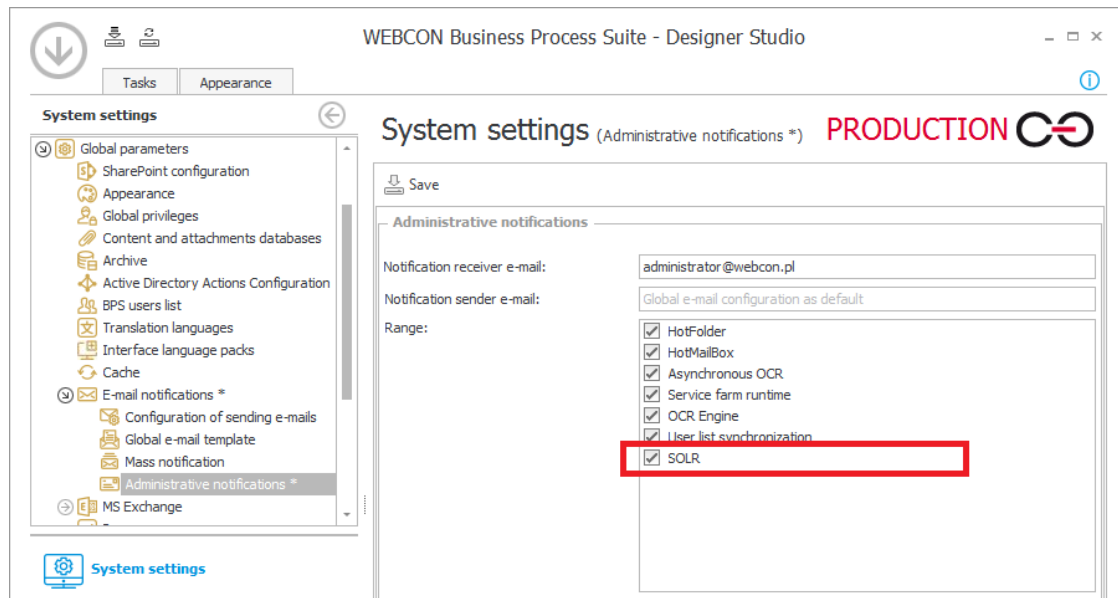 WEBCON Business Process Suite - Designer Studio
Tasks
Appearance
System settings
Global parameters
SharePoint configuration
Appearance
Global privileges
Content and attachments databases
Archive
Active Directory Actions Configuration
BPS users list
Translation languages
Interface language packs
Cache
E-mail notifications *
Configuration of sending e-mails
Global e-mail template
Mass notification
Administrative notifications *
MS Exchange
System settings
System settings (Administrative notifications *) PRODUCTION
Save
Administrative notifications
Notification receiver e-mail: administrator@webcon.pl
Notification sender e-mail: Global e-mail configuration as default
Range:
HotFolder
HotMailBox
Asynchronous OCR
Service farm runtime
OCR Engine
User list synchronization
SOLR